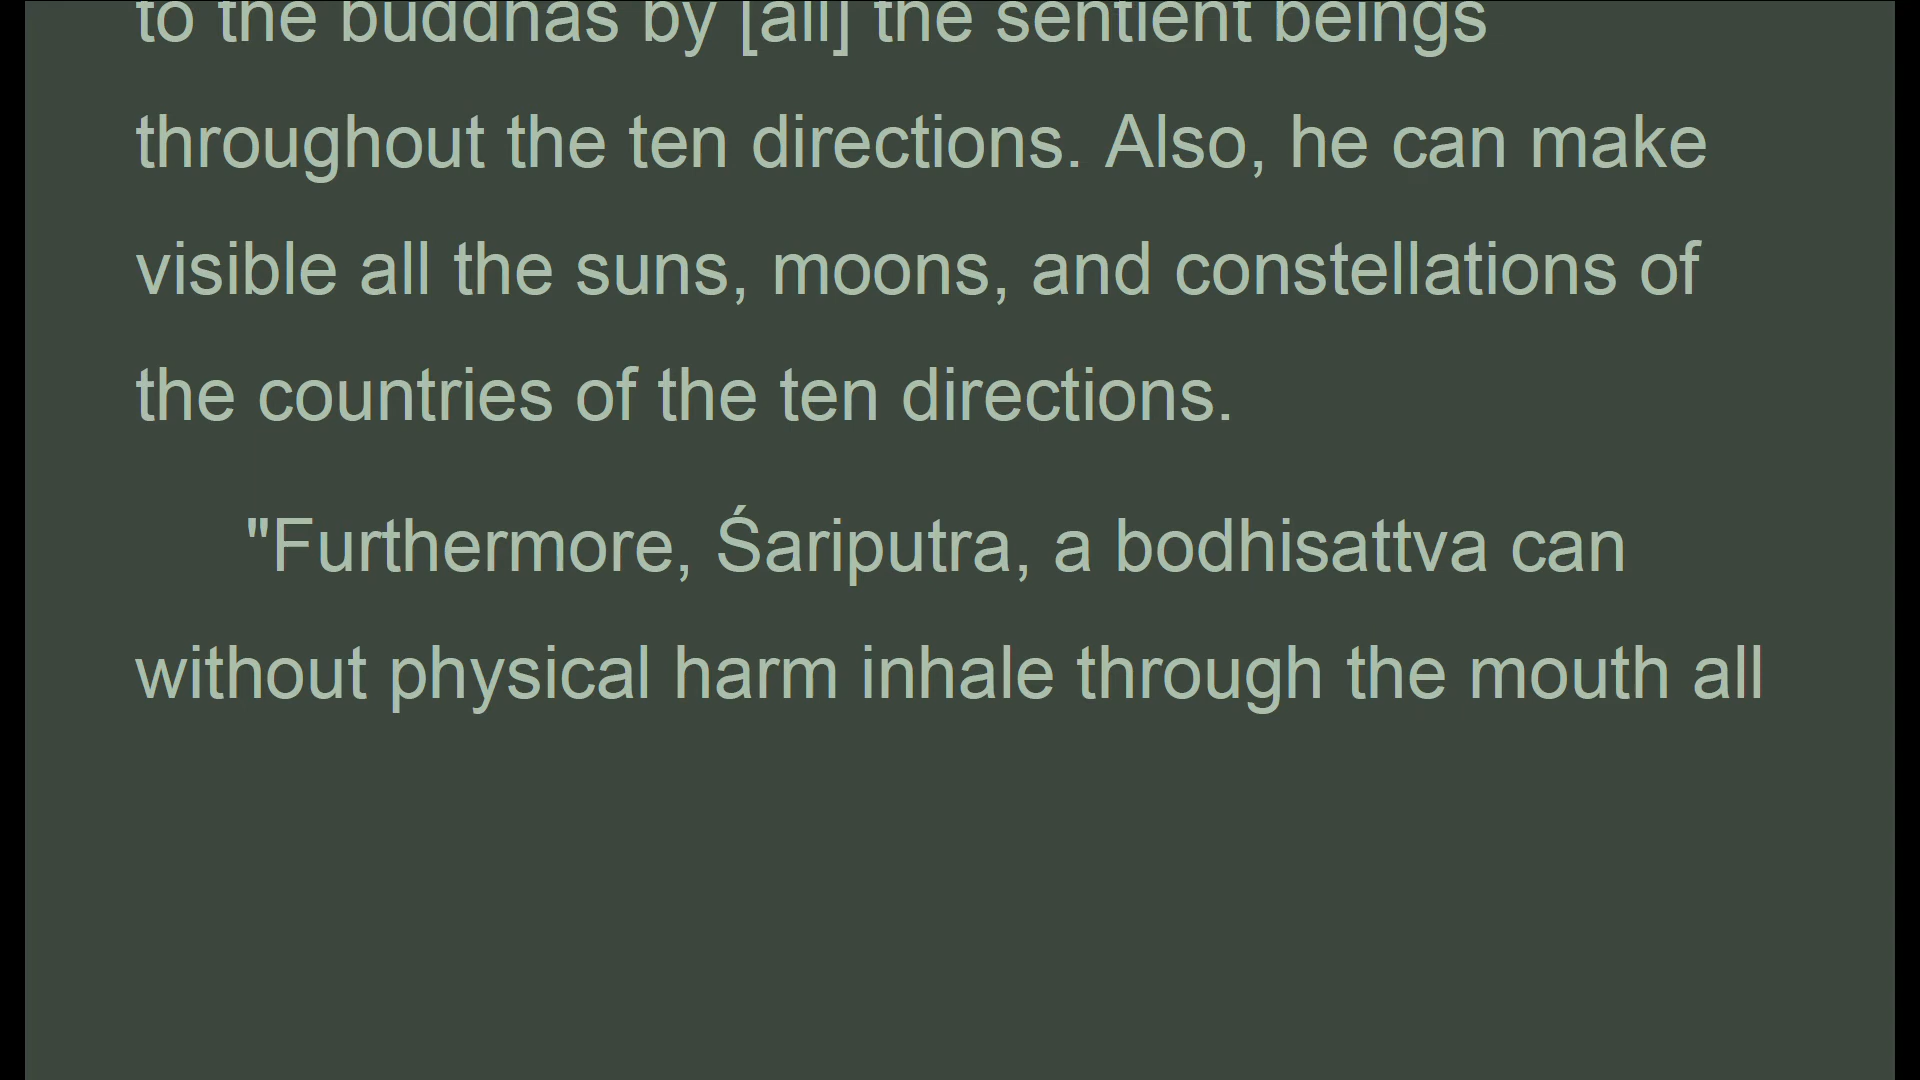 to the buddhas by [all] the sentient beings
throughout the ten directions. Also, he can make
visible all the suns, moons, and constellations of
the countries of the ten directions.
"Furthermore, Śariputra, a bodhisattva can
without physical harm inhale through the mouth all